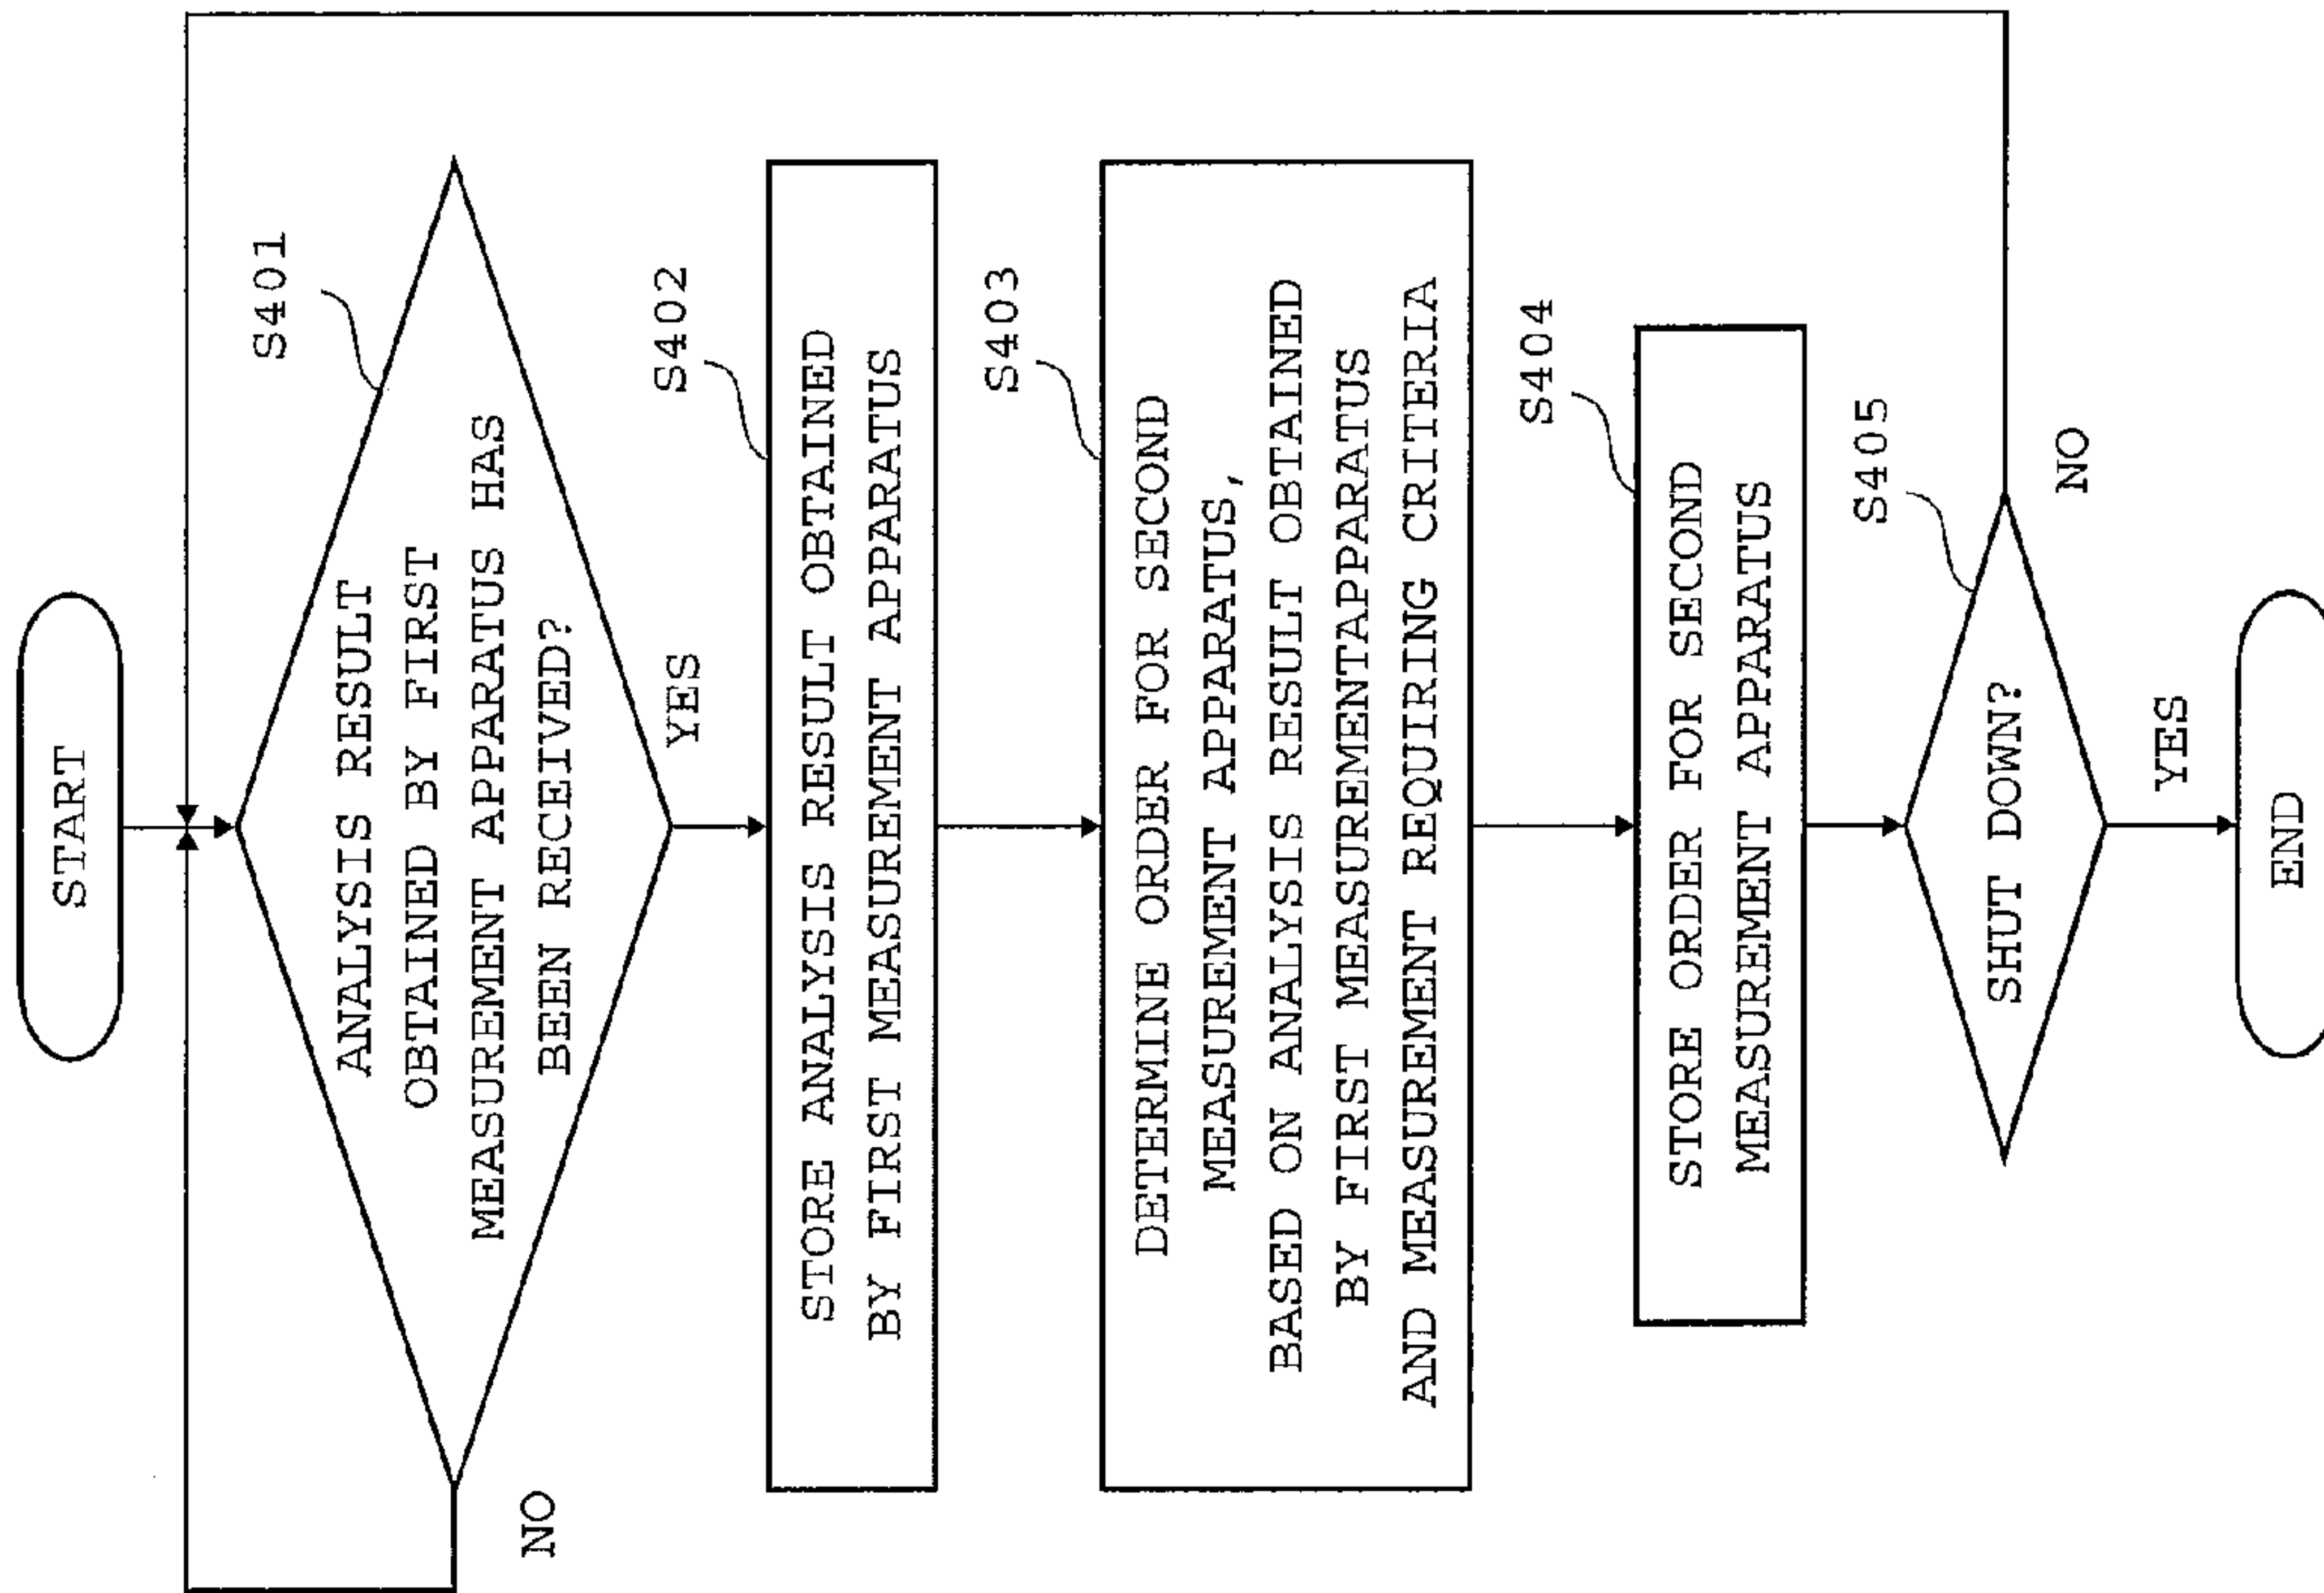 START
S401
ANALYSIS RESULT
OBTAINED BY FIRST
MEASUREMENT APPARATUS HAS
BEEN RECEIVED?
NO
YES
S402
STORE ANALYSIS RESULT OBTAINED
BY FIRST MEASUREMENT APPARATUS
S403
DETERMINE ORDER FOR SECOND
MEASUREMENT APPARATUS,
BASED ON ANALYSIS RESULT OBTAINED
BY FIRST MEASUREMENTAPPARATUS
AND MEASUREMENT REQUIRING CRITERIA
S404
STORE ORDER FOR SECOND
MEASUREMENT APPARATUS
S405
SHUT DOWN?
NO
YES
END